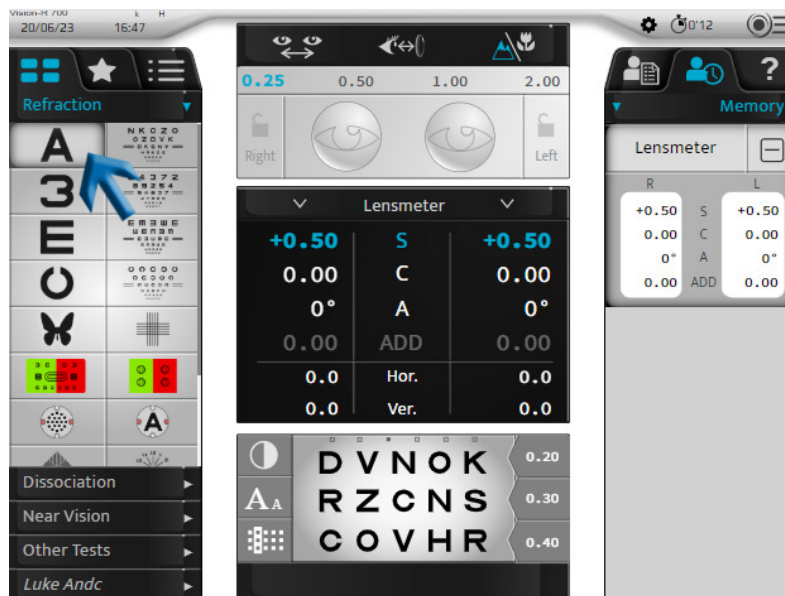 Vision-R 700
20/06/23 16:47 0'12
Refraction
A
3
E
N K C Z O
O Z D V K
0.25 0.50 1.00 2.00
Right Left
Lensmeter
+0.50 S +0.50
0.00 C 0.00
0° A 0°
0.00 ADD 0.00
0.0 Hor. 0.0
0.0 Ver. 0.0
A A
D V N O K 0.20
R Z C N S 0.30
C O V H R 0.40
A
Dissociation
Near Vision
Other Tests
Luke Andc
?
Memory
Lensmeter
R L
+0.50 S +0.50
0.00 C 0.00
0° A 0°
0.00 ADD 0.00